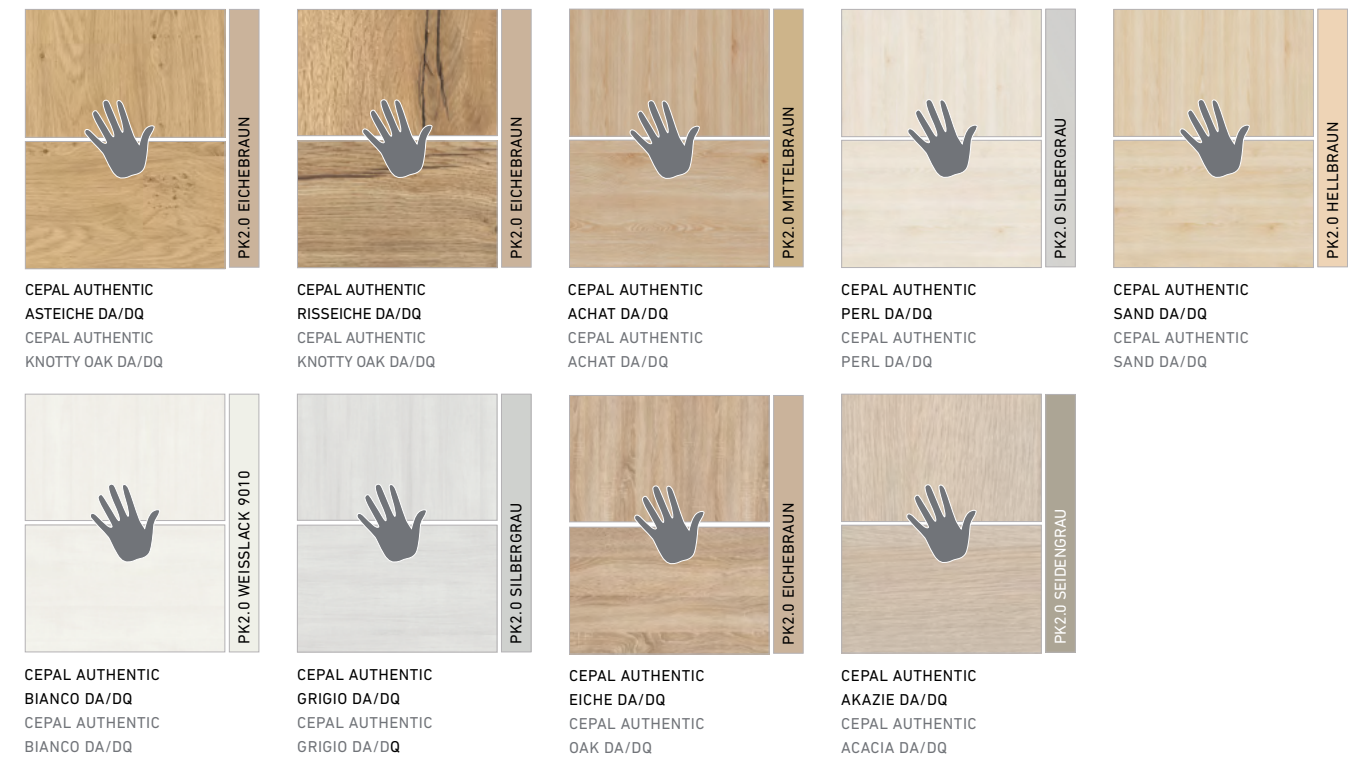 PK2.0 EICHEBRAUN
CEPAL AUTHENTIC
ASTEICHE DA/DQ
CEPAL AUTHENTIC
KNOTTY OAK DA/DQ
PK2.0 EICHEBRAUN
CEPAL AUTHENTIC
RISSEICHE DA/DQ
CEPAL AUTHENTIC
KNOTTY OAK DA/DQ
PK2.0 MITTELBRAUN
CEPAL AUTHENTIC
ACHAT DA/DQ
CEPAL AUTHENTIC
ACHAT DA/DQ
PK2.0 SILBERGRAU
CEPAL AUTHENTIC
PERL DA/DQ
CEPAL AUTHENTIC
PERL DA/DQ
PK2.0 HELLBRAUN
CEPAL AUTHENTIC
SAND DA/DQ
CEPAL AUTHENTIC
SAND DA/DQ
PK2.0 WEISSLACK 9010
CEPAL AUTHENTIC
BIANCO DA/DQ
CEPAL AUTHENTIC
BIANCO DA/DQ
PK2.0 SILBERGRAU
CEPAL AUTHENTIC
GRIGIO DA/DQ
CEPAL AUTHENTIC
GRIGIO DA/DQ
PK2.0 EICHEBRAUN
CEPAL AUTHENTIC
EICHE DA/DQ
CEPAL AUTHENTIC
OAK DA/DQ
PK2.0 SEIDENGRAU
CEPAL AUTHENTIC
AKAZIE DA/DQ
CEPAL AUTHENTIC
ACACIA DA/DQ